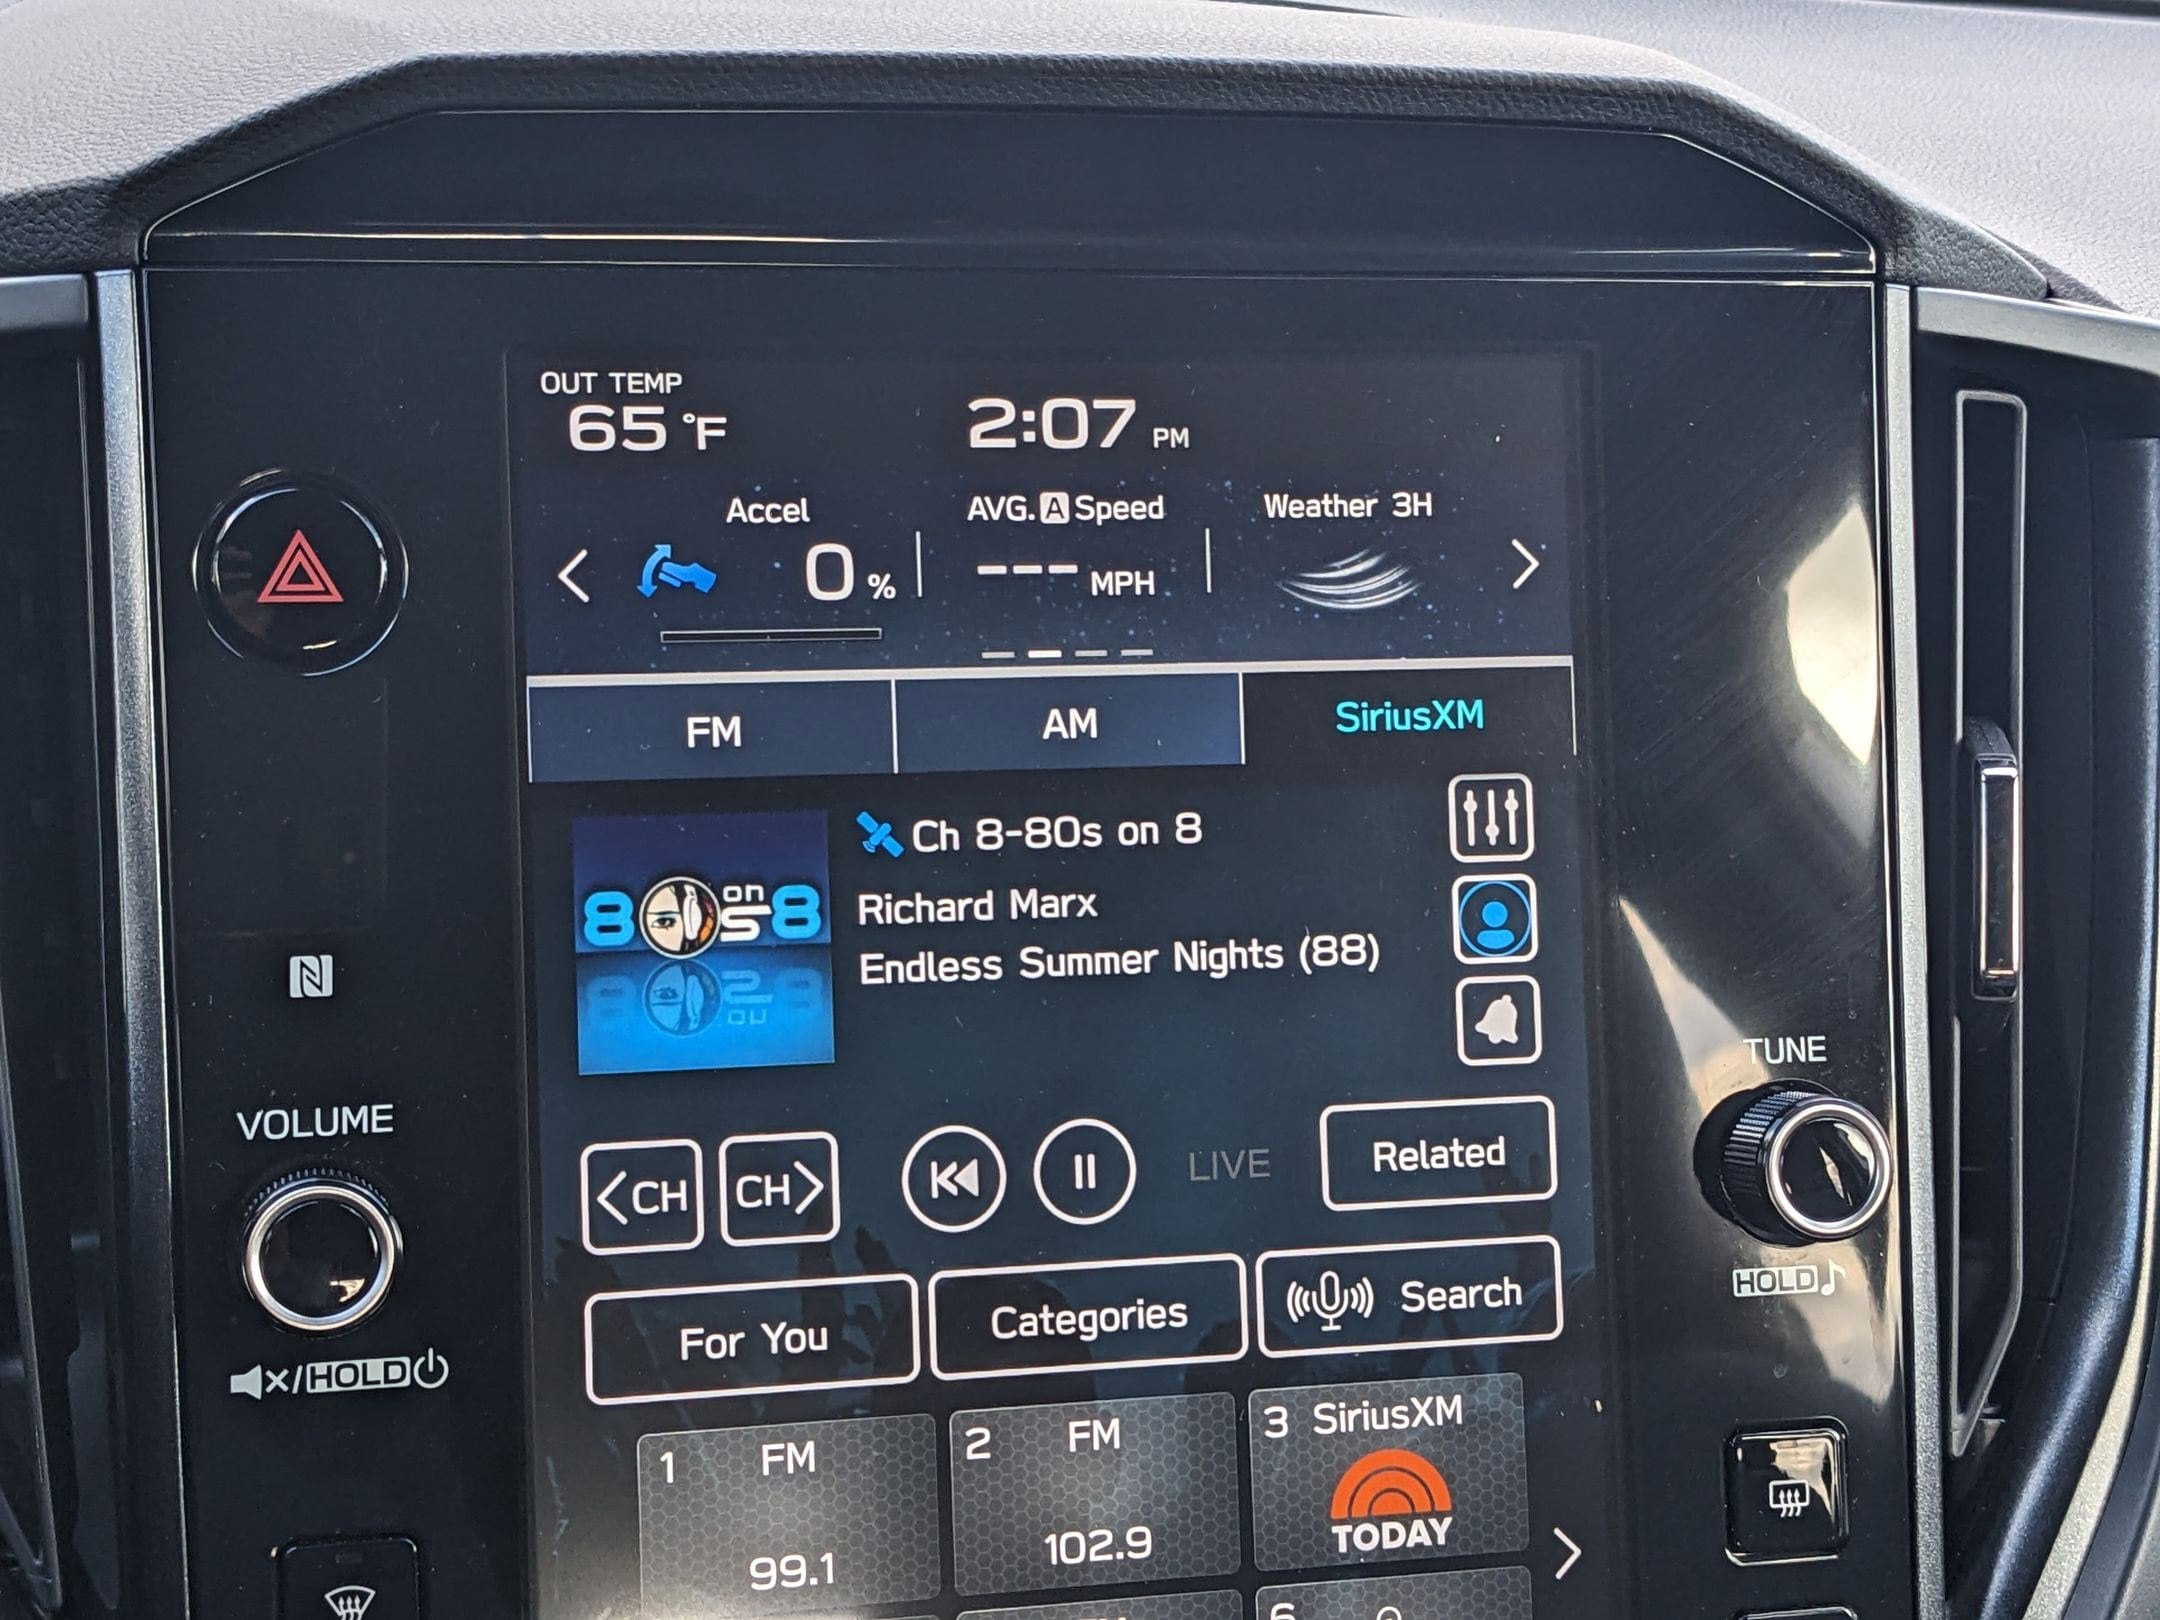 OUT TEMP
65 °F
2:07 PM
Accel
0 %
AVG. A Speed
--- MPH
Weather 3H
FM
AM
SiriusXM
80s on 8
Ch 8-80s on 8
Richard Marx
Endless Summer Nights (88)
VOLUME
TUNE
<CH
CH>
LIVE
Related
HOLD
For You
Categories
Search
/HOLD
1 FM
99.1
2 FM
102.9
3 SiriusXM
TODAY
6